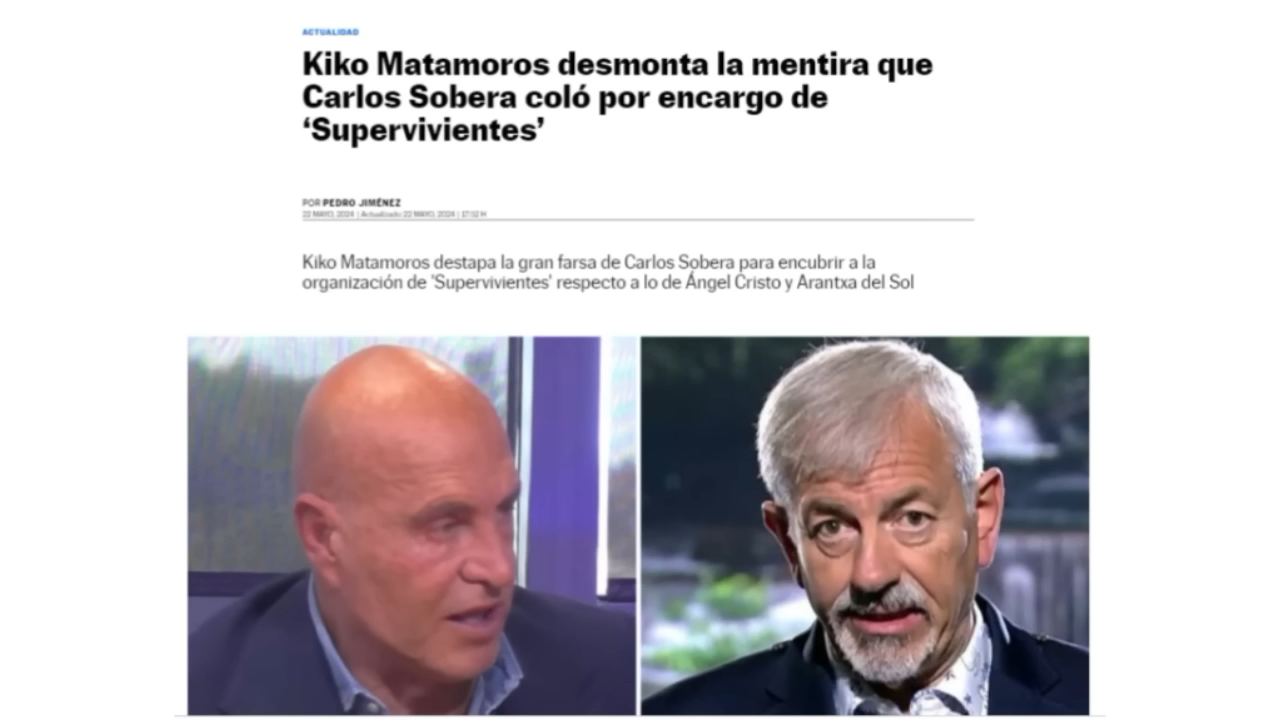 ACTUALIDAD
Kiko Matamoros desmonta la mentira que
Carlos Sobera coló por encargo de
‘Supervivientes’
POR PEDRO JIMÉNEZ
22 MAYO, 2024 | Actualizado: 22 MAYO, 2024 | 17:52 H
Kiko Matamoros destapa la gran farsa de Carlos Sobera para encubrir a la
organización de 'Supervivientes' respecto a lo de Ángel Cristo y Arantxa del Sol